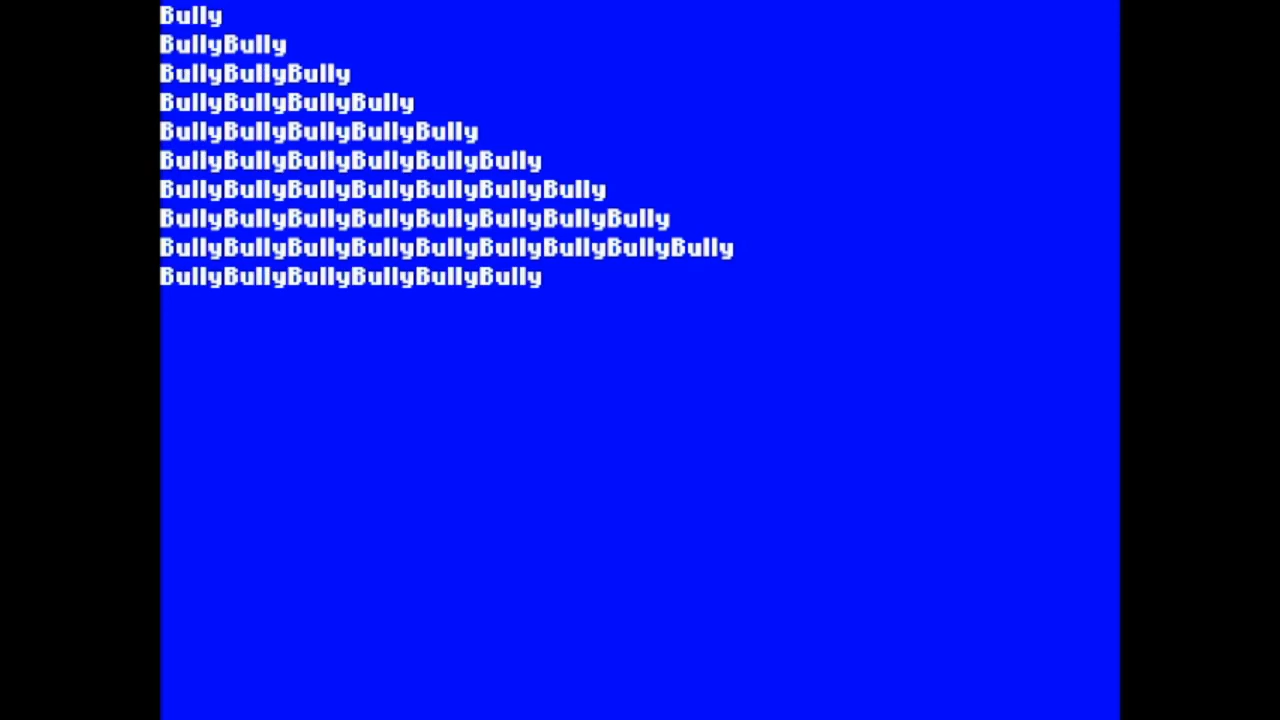 Bully
BullyBully
BullyBullyBully
BullyBullyBullyBully
BullyBullyBullyBullyBully
BullyBullyBullyBullyBullyBully
BullyBullyBullyBullyBullyBullyBully
BullyBullyBullyBullyBullyBullyBullyBully
BullyBullyBullyBullyBullyBullyBullyBullyBully
BullyBullyBullyBullyBullyBully